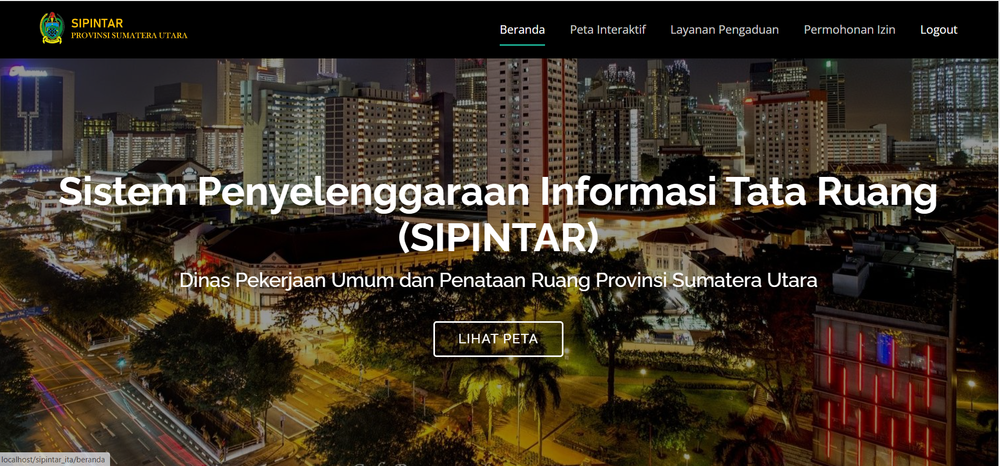 SIPINTAR
PROVINSI SUMATERA UTARA
Beranda
Peta Interaktif
Layanan Pengaduan
Permohonan Izin
Logout
Sistem Penyelenggaraan Informasi Tata Ruang
(SIPINTAR)
Dinas Pekerjaan Umum dan Penataan Ruang Provinsi Sumatera Utara
LIHAT PETA
localhost/sipintar_ita/beranda